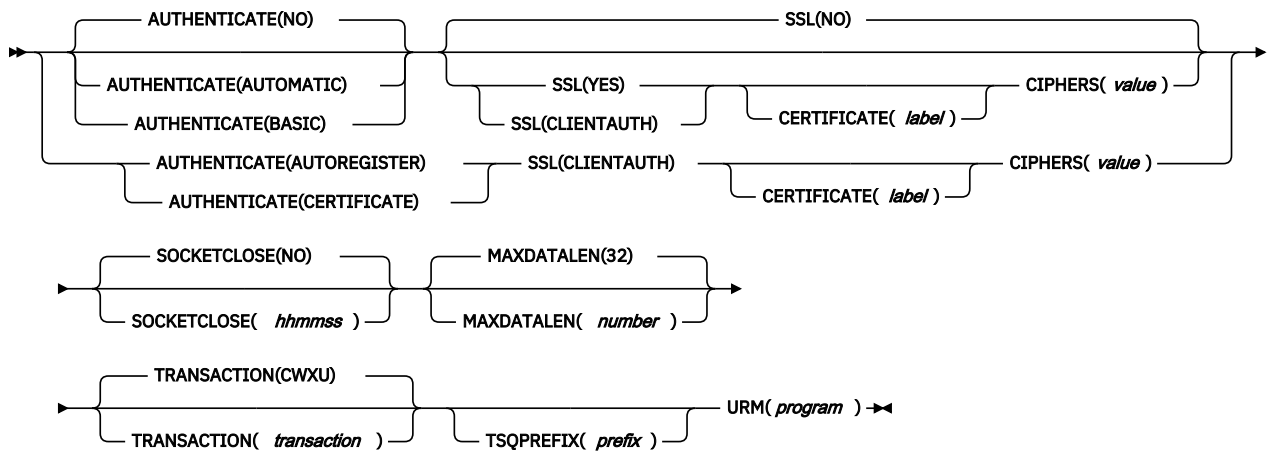 AUTHENTICATE(NO) SSL(NO)
AUTHENTICATE(AUTOMATIC) SSL(YES) CIPHERS( value )
AUTHENTICATE(BASIC) SSL(CLIENTAUTH) CERTIFICATE( label )
AUTHENTICATE(AUTOREGISTER) SSL(CLIENTAUTH) CIPHERS( value )
AUTHENTICATE(CERTIFICATE) CERTIFICATE( label )
SOCKETCLOSE(NO) MAXDATALEN(32)
SOCKETCLOSE( hhmmss ) MAXDATALEN( number )
TRANSACTION(CWXU)
URM( program )
TRANSACTION( transaction ) TSQPREFIX( prefix )